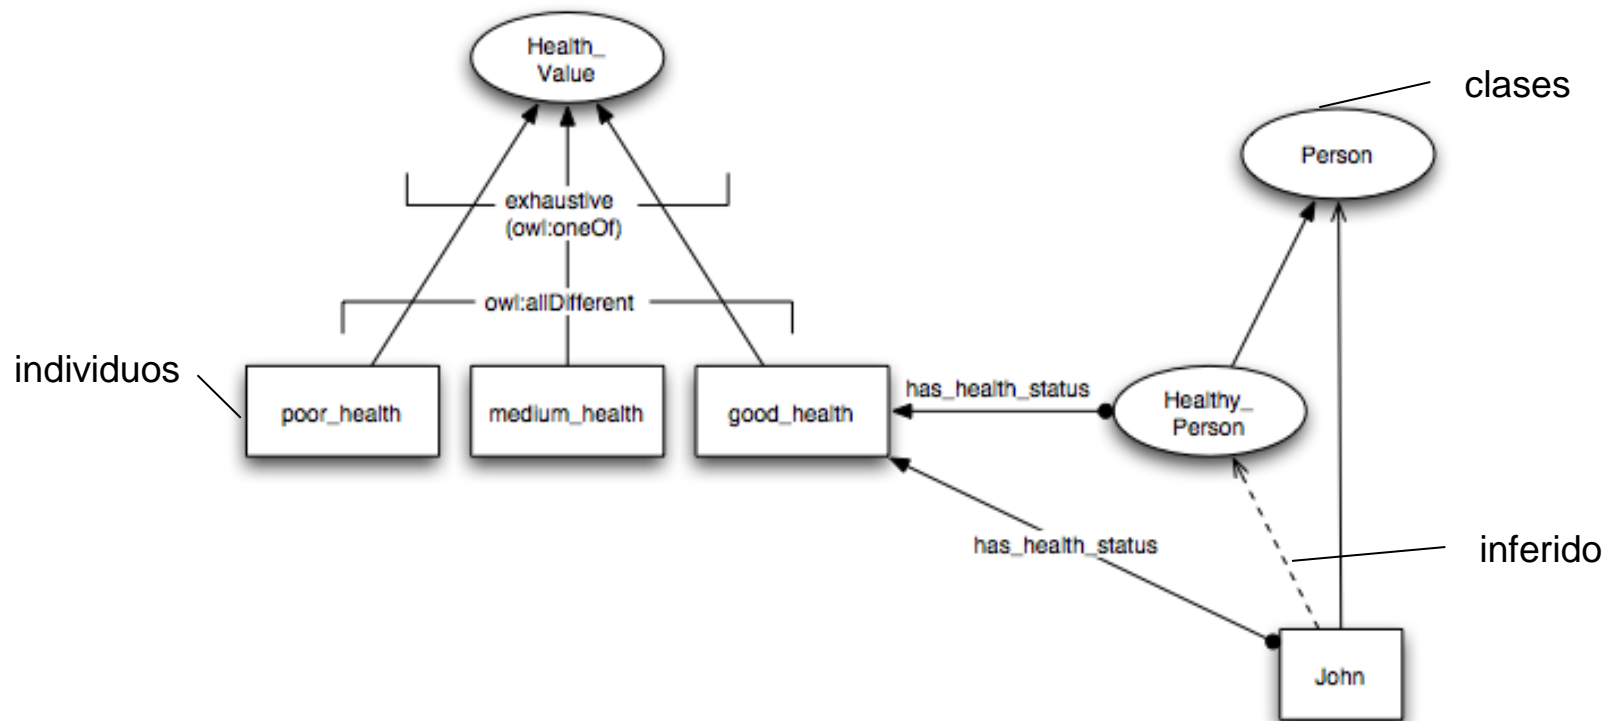 Health_
Value
clases
Person
exhaustive
(owl:oneOf)
owl:allDifferent
individuos
poor_health
medium_health
good_health
has_health_status
Healthy_
Person
has_health_status
inferido
John